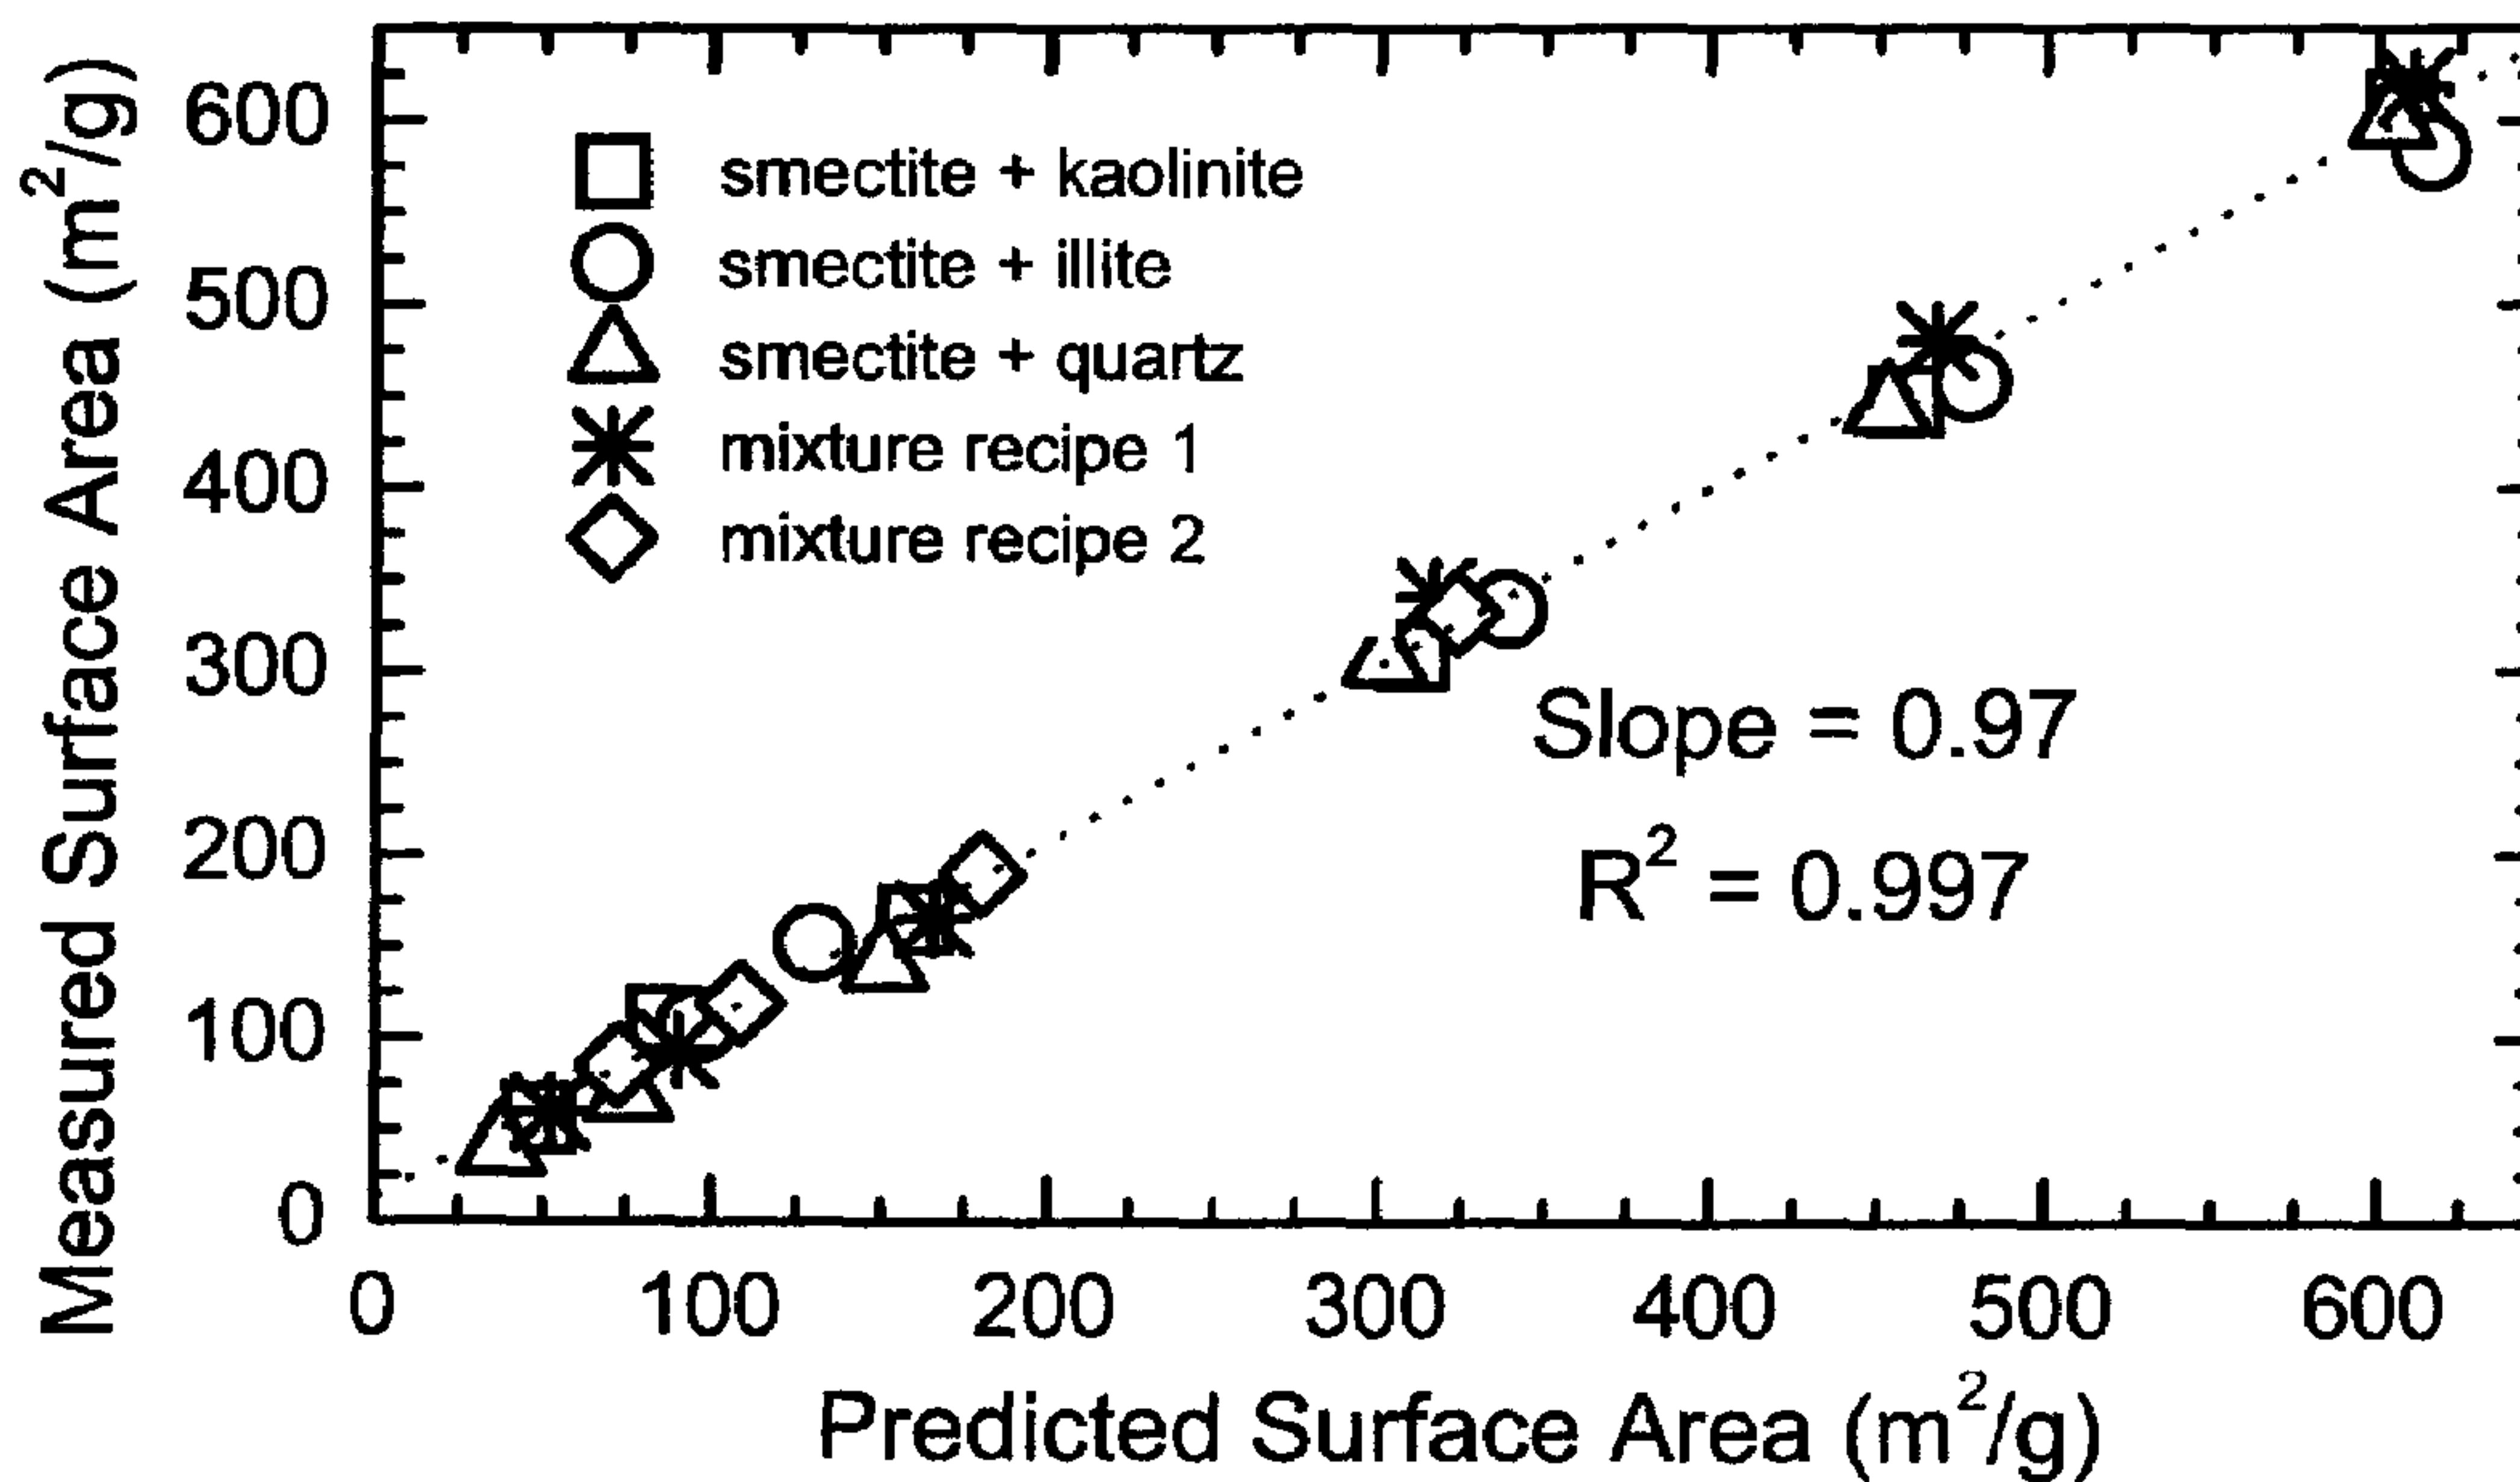 Measured Surface Area (m²/g)
600
500
400
300
200
100
0
smectite + kaolinite
smectite + illite
smectite + quartz
mixture recipe 1
mixture recipe 2
Slope = 0.97
R² = 0.997
0 100 200 300 400 500 600
Predicted Surface Area (m²/g)